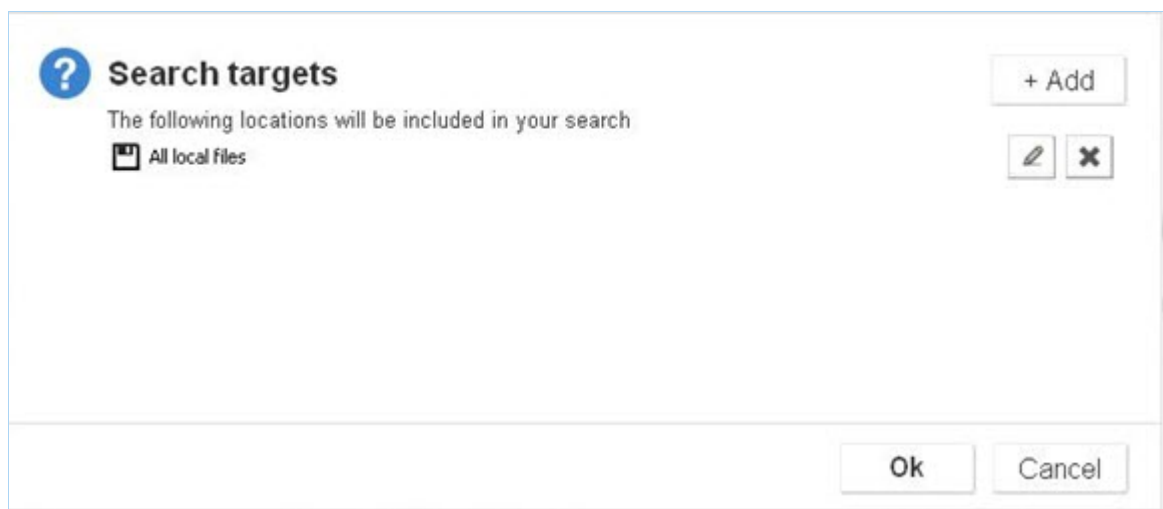 Search targets
+ Add
The following locations will be included in your search
All local files
Ok
Cancel